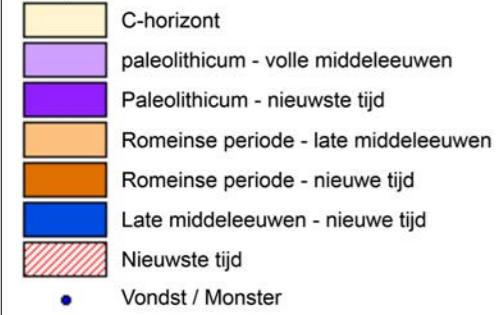 C-horizont
paleolithicum - volle middeleeuwen
Paleolithicum - nieuwste tijd
Romeinse periode - late middeleeuwen
Romeinse periode - nieuwe tijd
Late middeleeuwen - nieuwe tijd
Nieuwste tijd
Vondst / Monster